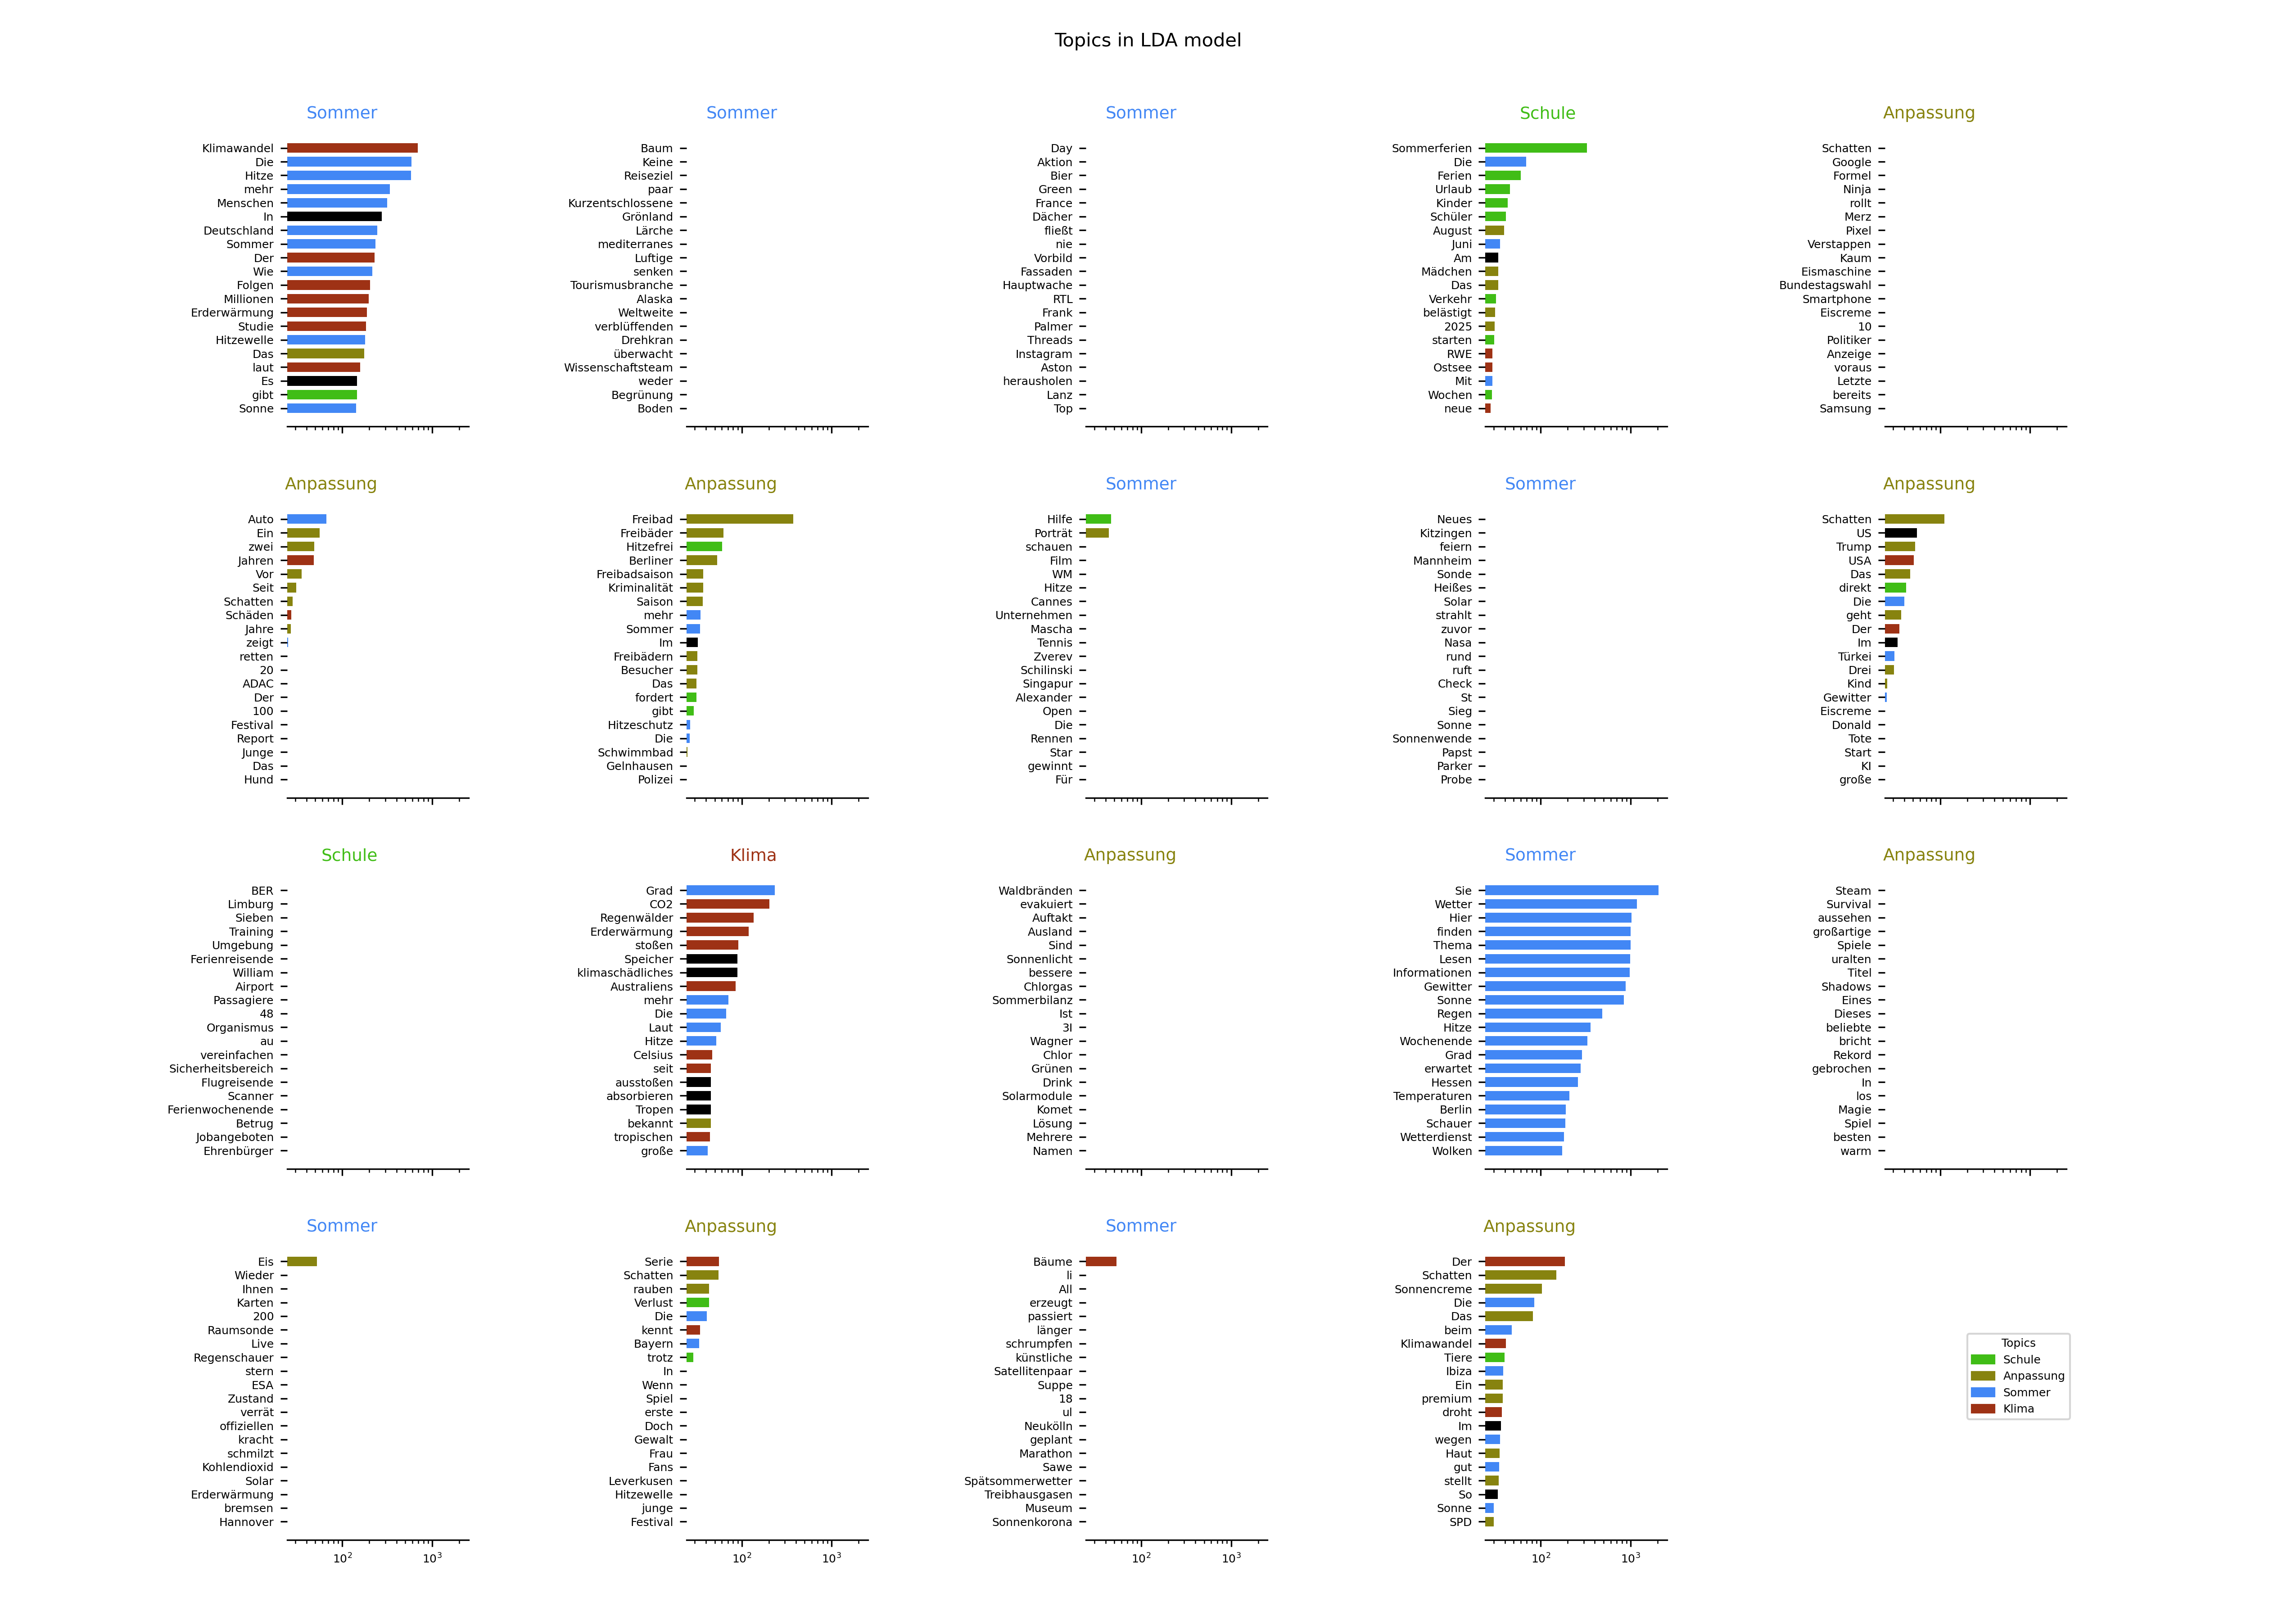 Topics in LDA model
Sommer
Klimawandel
Die
Hitze
mehr
Menschen
In
Deutschland
Sommer
Der
Wie
Folgen
Millionen
Erderwärmung
Studie
Hitzewelle
Das
laut
Es
gibt
Sonne
Sommer
Baum
Keine
Reiseziel
paar
Kurzentschlossene
Grönland
Lärche
mediterranes
Luftige
senken
Tourismusbranche
Alaska
Weltweite
verblüffenden
Drehkran
überwacht
Wissenschaftsteam
weder
Begrünung
Boden
Sommer
Day
Aktion
Bier
Green
France
Dächer
fließt
nie
Vorbild
Fassaden
Hauptwache
RTL
Frank
Palmer
Threads
Instagram
Aston
herausholen
Lanz
Top
Schule
Sommerferien
Die
Ferien
Urlaub
Kinder
Schüler
August
Juni
Am
Mädchen
Das
Verkehr
belästigt
2025
starten
RWE
Ostsee
Mit
Wochen
neue
Anpassung
Schatten
Google
Formel
Ninja
rollt
Merz
Pixel
Verstappen
Kaum
Eismaschine
Bundestagswahl
Smartphone
Eiscreme
10
Politiker
Anzeige
voraus
Letzte
bereits
Samsung
Anpassung
Auto
Ein
zwei
Jahren
Vor
Seit
Schatten
Schäden
Jahre
zeigt
retten
20
ADAC
Der
100
Festival
Report
Junge
Das
Hund
Anpassung
Freibad
Freibäder
Hitzefrei
Berliner
Freibadsaison
Kriminalität
Saison
mehr
Sommer
Im
Freibädern
Besucher
Das
fordert
gibt
Hitzeschutz
Die
Schwimmbad
Gelnhausen
Polizei
Sommer
Hilfe
Porträt
schauen
Film
WM
Hitze
Cannes
Unternehmen
Mascha
Tennis
Zverev
Schilinski
Singapur
Alexander
Open
Die
Rennen
Star
gewinnt
Für
Sommer
Neues
Kitzingen
feiern
Mannheim
Sonde
Heißes
Solar
strahlt
zuvor
Nasa
rund
ruft
Check
St
Sieg
Sonne
Sonnenwende
Papst
Parker
Probe
Anpassung
Schatten
US
Trump
USA
Das
direkt
Die
geht
Der
Im
Türkei
Drei
Kind
Gewitter
Eiscreme
Donald
Tote
Start
KI
große
Schule
BER
Limburg
Sieben
Training
Umgebung
Ferienreisende
William
Airport
Passagiere
48
Organismus
au
vereinfachen
Sicherheitsbereich
Flugreisende
Scanner
Ferienwochenende
Betrug
Jobangeboten
Ehrenbürger
Klima
Grad
CO2
Regenwälder
Erderwärmung
stoßen
Speicher
klimaschädliches
Australiens
mehr
Die
Laut
Hitze
Celsius
seit
ausstoßen
absorbieren
Tropen
bekannt
tropischen
große
Anpassung
Waldbränden
evakuiert
Auftakt
Ausland
Sind
Sonnenlicht
bessere
Chlorgas
Sommerbilanz
Ist
3I
Wagner
Chlor
Grünen
Drink
Solarmodule
Komet
Lösung
Mehrere
Namen
Sommer
Sie
Wetter
Hier
finden
Thema
Lesen
Informationen
Gewitter
Sonne
Regen
Hitze
Wochenende
Grad
erwartet
Hessen
Temperaturen
Berlin
Schauer
Wetterdienst
Wolken
Anpassung
Steam
Survival
aussehen
großartige
Spiele
uralten
Titel
Shadows
Eines
Dieses
beliebte
bricht
Rekord
gebrochen
In
los
Magie
Spiel
besten
warm
Sommer
Eis
Wieder
Ihnen
Karten
200
Raumsonde
Live
Regenschauer
stern
ESA
Zustand
verrät
offiziellen
kracht
schmilzt
Kohlendioxid
Solar
Erderwärmung
bremsen
Hannover
10² 10³
Anpassung
Serie
Schatten
rauben
Verlust
Die
kennt
Bayern
trotz
In
Wenn
Spiel
erste
Doch
Gewalt
Frau
Fans
Leverkusen
Hitzewelle
junge
Festival
10² 10³
Sommer
Bäume
li
All
erzeugt
passiert
länger
schrumpfen
künstliche
Satellitenpaar
Suppe
18
ul
Neukölln
geplant
Marathon
Sawe
Spätsommerwetter
Treibhausgasen
Museum
Sonnenkorona
10² 10³
Anpassung
Der
Schatten
Sonnencreme
Die
Das
beim
Klimawandel
Tiere
Ibiza
Ein
premium
droht
Im
wegen
Haut
gut
stellt
So
Sonne
SPD
10² 10³
Topics
Schule
Anpassung
Sommer
Klima